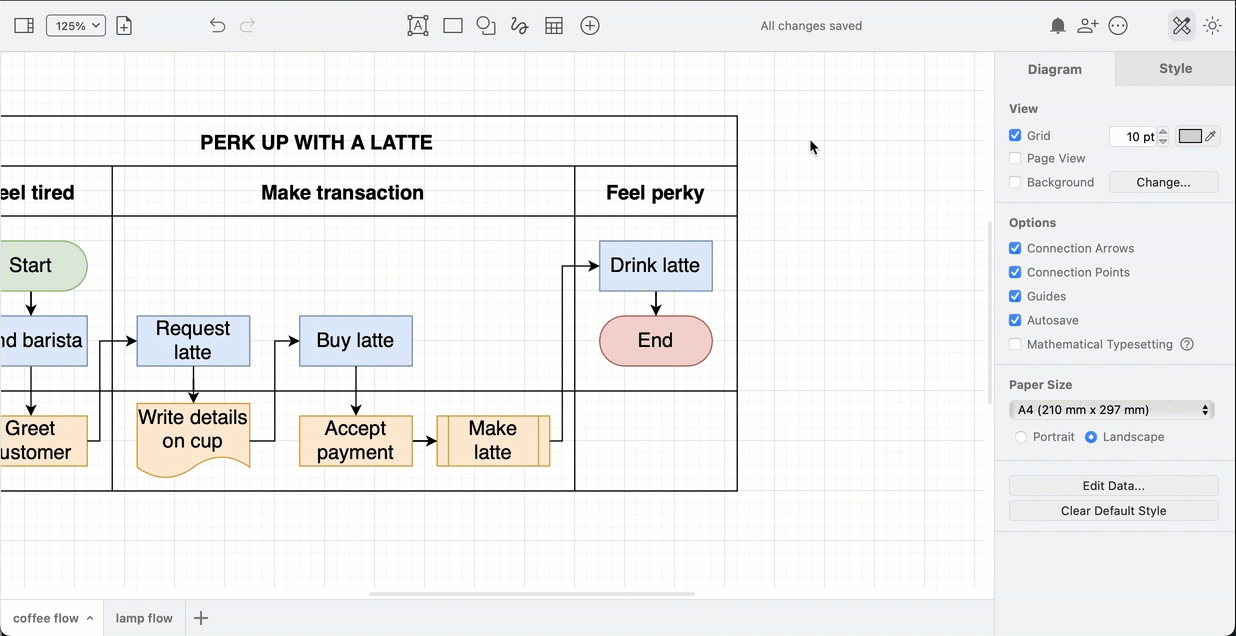 125%
All changes saved
Diagram
Style
PERK UP WITH A LATTE
eel tired
Make transaction
Feel perky
Start
Drink latte
nd barista
Request
latte
Buy latte
End
Greet
ustomer
Write details
on cup
Accept
payment
Make
latte
View
Grid
10 pt
Page View
Background
Change...
Options
Connection Arrows
Connection Points
Guides
Autosave
Mathematical Typesetting ?
Paper Size
A4 (210 mm x 297 mm)
Portrait
Landscape
Edit Data...
Clear Default Style
coffee flow
lamp flow